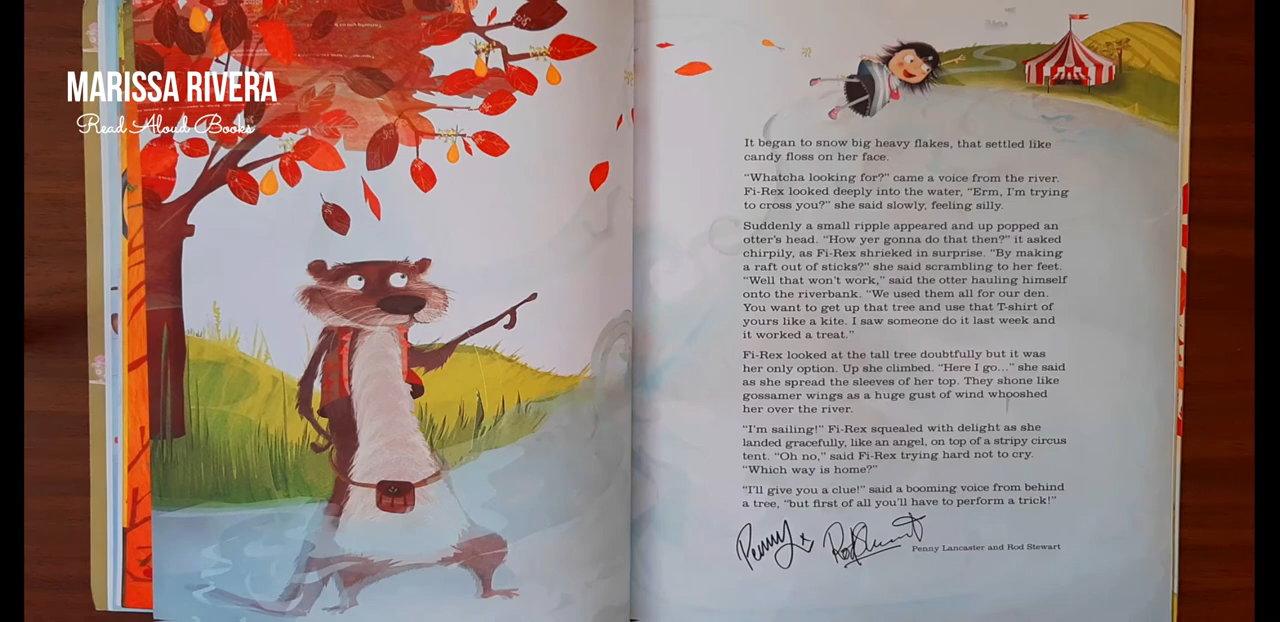 MARISSA RIVERA
Read Aloud Books
It began to snow big heavy flakes, that settled like
candy floss on her face.
“Whatcha looking for?” came a voice from the river.
Fi-Rex looked deeply into the water, “Erm, I'm trying
to cross you?” she said slowly, feeling silly.
Suddenly a small ripple appeared and up popped an
otter's head. “How yer gonna do that then?” it asked
chirpily, as Fi-Rex shrieked in surprise. “By making
a raft out of sticks?” she said scrambling to her feet.
“Well that won't work,” said the otter hauling himself
onto the riverbank. “We used them all for our den.
You want to get up that tree and use that T-shirt of
yours like a kite. I saw someone do it last week and
it worked a treat.”
Fi-Rex looked at the tall tree doubtfully but it was
her only option. Up she climbed. “Here I go...” she said
as she spread the sleeves of her top. They shone like
gossamer wings as a huge gust of wind whooshed
her over the river.
“I'm sailing!” Fi-Rex squealed with delight as she
landed gracefully, like an angel, on top of a stripy circus
tent. “Oh no,” said Fi-Rex trying hard not to cry.
“Which way is home?”
“I'll give you a clue!” said a booming voice from behind
a tree, “but first of all you'll have to perform a trick!”
Penny x Rod Stewart
Penny Lancaster and Rod Stewart